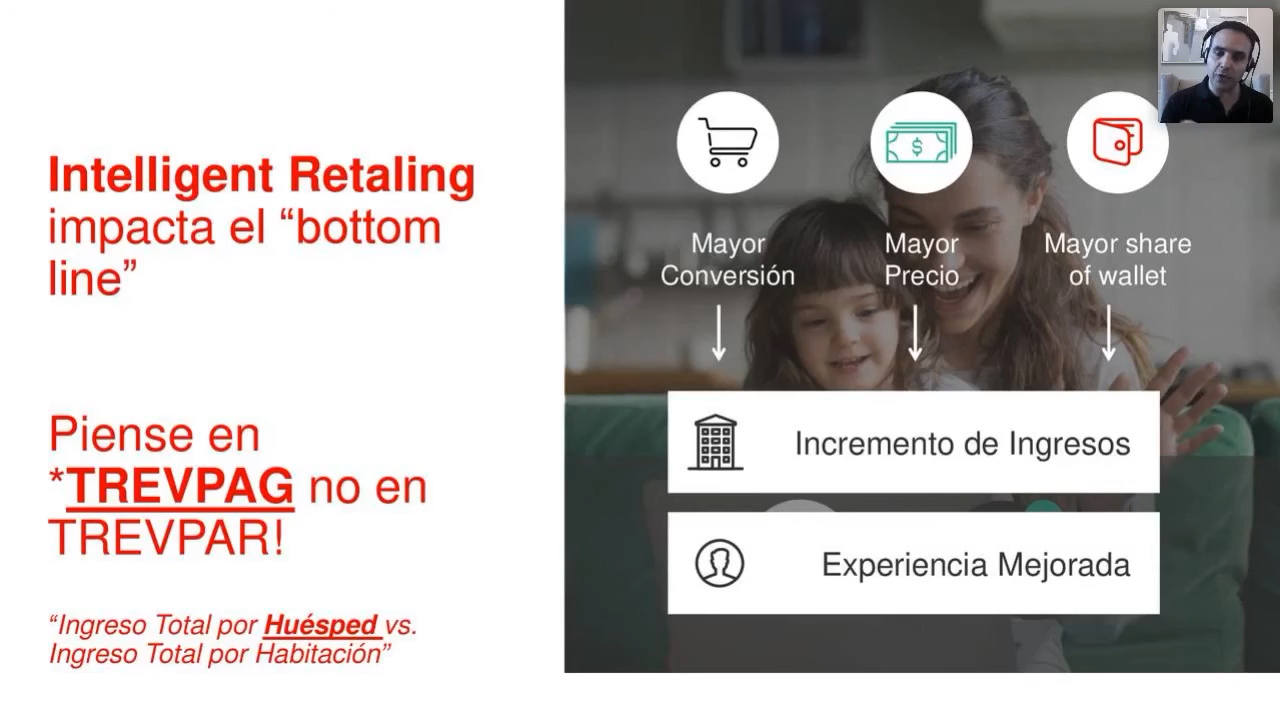 Intelligent Retaling
impacta el “bottom
line”
Piense en
*TREVPAG no en
TREVPAR!
“Ingreso Total por Huésped vs.
Ingreso Total por Habitación”
Mayor
Conversión
$
Mayor
Precio
Mayor share
of wallet
Incremento de Ingresos
Experiencia Mejorada